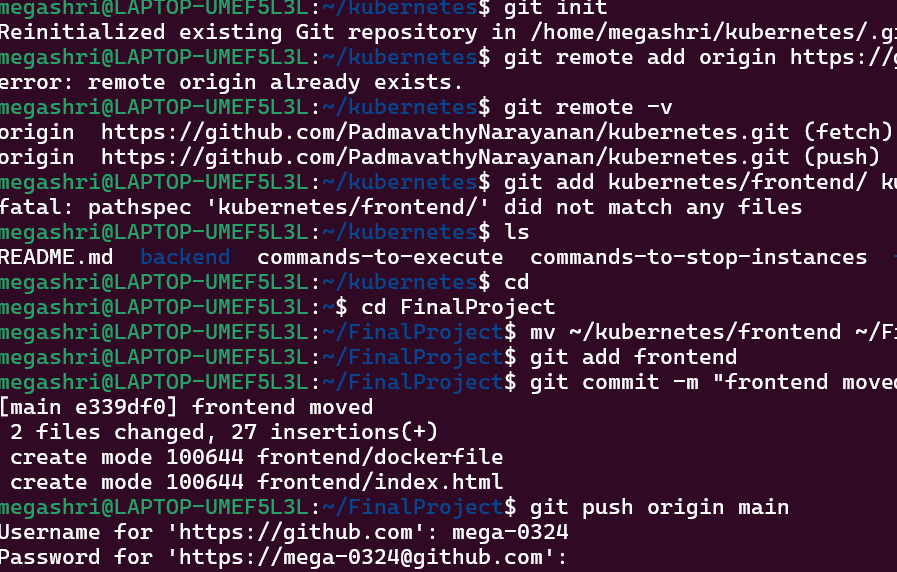 megashri@LAPTOP-UMEF5L3L:~/kubernetes$ git init
Reinitialized existing Git repository in /home/megashri/kubernetes/.gi
megashri@LAPTOP-UMEF5L3L:~/kubernetes$ git remote add origin https://g
error: remote origin already exists.
megashri@LAPTOP-UMEF5L3L:~/kubernetes$ git remote -v
origin  https://github.com/PadmavathyNarayanan/kubernetes.git (fetch)
origin  https://github.com/PadmavathyNarayanan/kubernetes.git (push)
megashri@LAPTOP-UMEF5L3L:~/kubernetes$ git add kubernetes/frontend/ ku
fatal: pathspec 'kubernetes/frontend/' did not match any files
megashri@LAPTOP-UMEF5L3L:~/kubernetes$ ls
README.md  backend  commands-to-execute  commands-to-stop-instances
megashri@LAPTOP-UMEF5L3L:~/kubernetes$ cd
megashri@LAPTOP-UMEF5L3L:~$ cd FinalProject
megashri@LAPTOP-UMEF5L3L:~/FinalProject$ mv ~/kubernetes/frontend ~/Fi
megashri@LAPTOP-UMEF5L3L:~/FinalProject$ git add frontend
megashri@LAPTOP-UMEF5L3L:~/FinalProject$ git commit -m "frontend moved
[main e339df0] frontend moved
 2 files changed, 27 insertions(+)
 create mode 100644 frontend/dockerfile
 create mode 100644 frontend/index.html
megashri@LAPTOP-UMEF5L3L:~/FinalProject$ git push origin main
Username for 'https://github.com': mega-0324
Password for 'https://mega-0324@github.com':